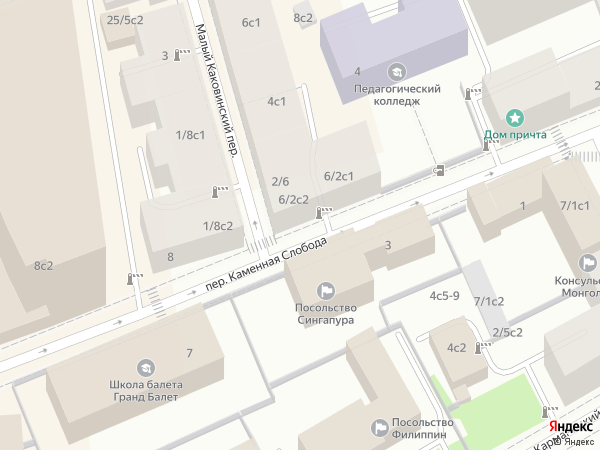 25/5с2
6с1
8с2
3
Малый Каковинский пер.
4
Педагогический
колледж
4с1
2
1/8с1
Дом причта
2/6
6/2с1
6/2с2
1/8с2
1
7/1с1
8
3
пер. Каменная Слобода
8с2
Посольство
Сингапура
4с5-9
7/1с2
2/5с2
4с2
7
Школа балета
Гранд Балет
Посольство
Филиппин
Яндекс